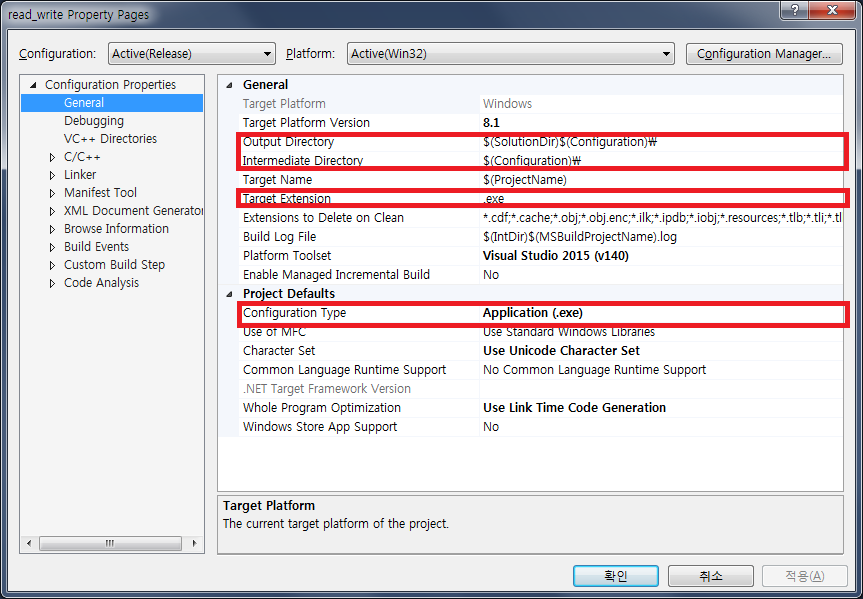 read_write Property Pages
Configuration: Active(Release) Platform: Active(Win32) Configuration Manager...
Configuration Properties
General
Debugging
VC++ Directories
C/C++
Linker
Manifest Tool
XML Document Generator
Browse Information
Build Events
Custom Build Step
Code Analysis
General
Target Platform Windows
Target Platform Version 8.1
Output Directory $(SolutionDir)$(Configuration)₩
Intermediate Directory $(Configuration)₩
Target Name $(ProjectName)
Target Extension .exe
Extensions to Delete on Clean *.cdf;*.cache;*.obj;*.obj.enc;*.ilk;*.ipdb;*.iobj;*.resources;*.tlb;*.tli;*.tl
Build Log File $(IntDir)$(MSBuildProjectName).log
Platform Toolset Visual Studio 2015 (v140)
Enable Managed Incremental Build No
Project Defaults
Configuration Type Application (.exe)
Use of MFC Use Standard Windows Libraries
Character Set Use Unicode Character Set
Common Language Runtime Support No Common Language Runtime Support
.NET Target Framework Version
Whole Program Optimization Use Link Time Code Generation
Windows Store App Support No
Target Platform
The current target platform of the project.
확인 취소 적용(A)